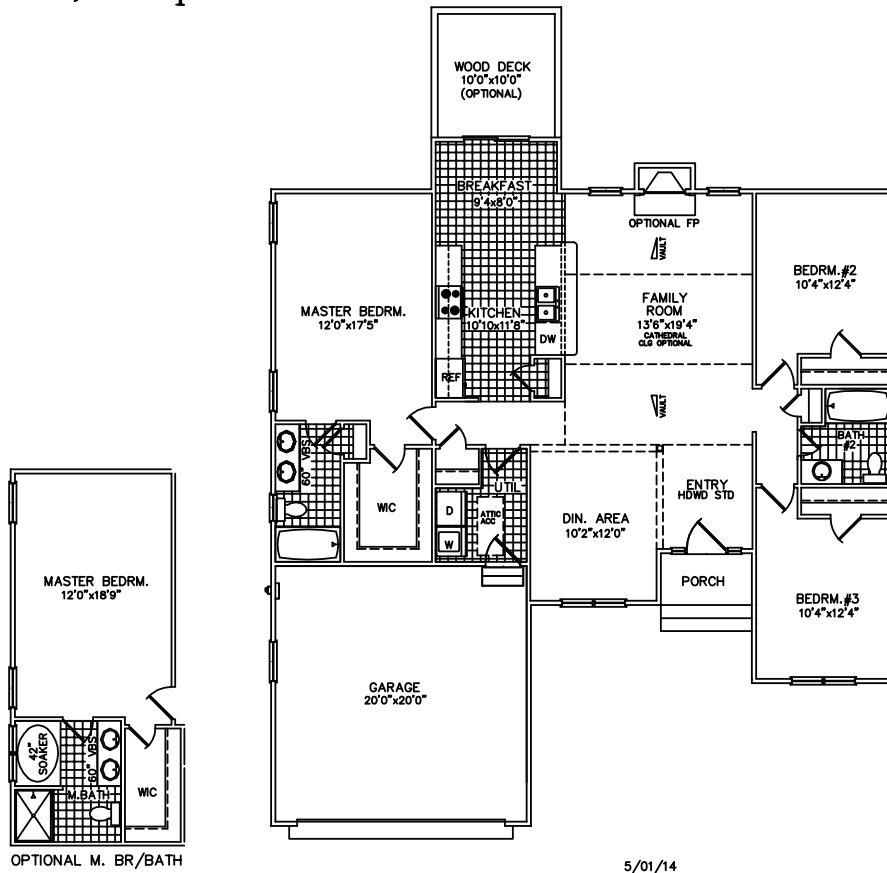 WOOD DECK
10'0"x10'0"
(OPTIONAL)
BREAKFAST
9'4x8'0"
OPTIONAL FP
VAULT
MASTER BEDRM.
12'0"x17'5"
KITCHEN
10'10x11'8"
DW
REF
FAMILY
ROOM
13'6"x19'4"
CATHEDRAL
CLG OPTIONAL
VAULT
BEDRM.#2
10'4"x12'4"
BATH
#2
60" VBS
WIC
UTIL
D
W
ATTIC
ACC
DIN. AREA
10'2"x12'0"
ENTRY
HDWD STD
PORCH
BEDRM.#3
10'4"x12'4"
GARAGE
20'0"x20'0"
MASTER BEDRM.
12'0"x18'9"
42"
SOAKER
60" VBS
M.BATH
WIC
OPTIONAL M. BR/BATH
5/01/14